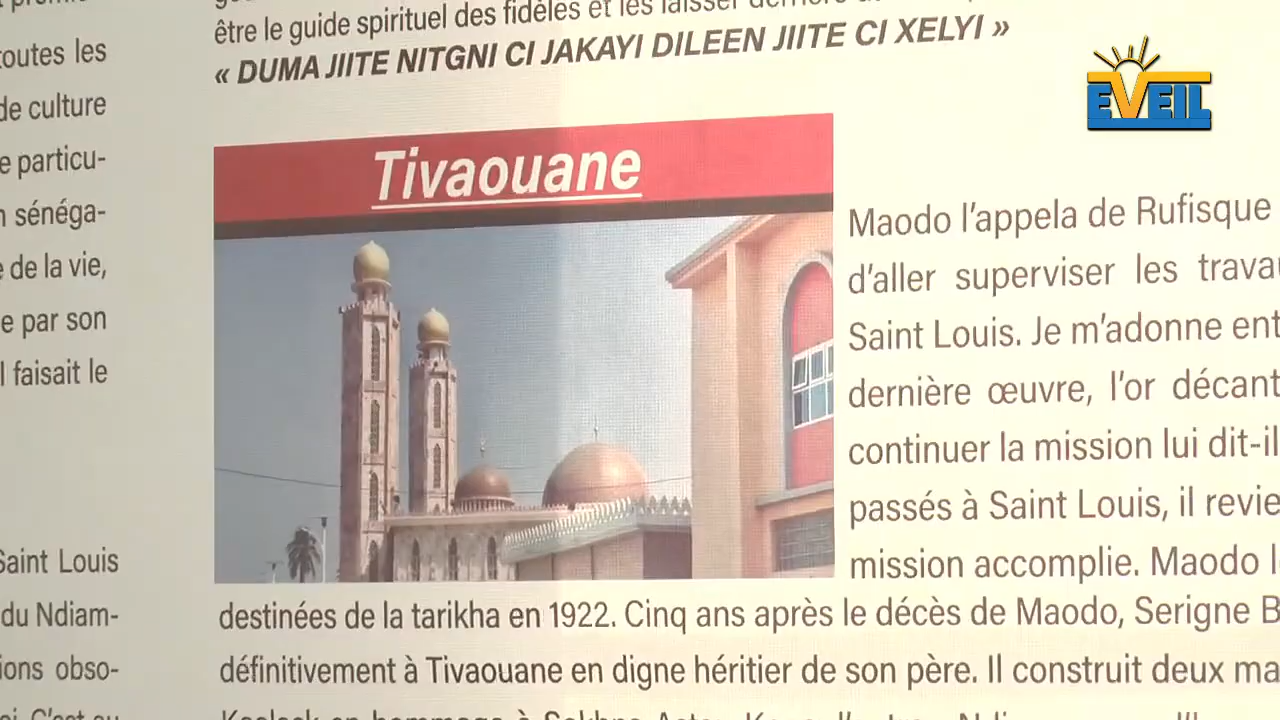 toutes les
de culture
e particu-
n sénéga-
e de la vie,
e par son
l faisait le
Saint Louis
du Ndiam-
ions obso-
être le guide spirituel des fidèles et les laisser
« DUMA JIITE NITGNI CI JAKAYI DILEEN JIITE CI XELYI »
EVEIL
Tivaouane
Maodo l'appela de Rufisque
d'aller superviser les trava
Saint Louis. Je m'adonne ent
dernière œuvre, l'or décant
continuer la mission lui dit-il
passés à Saint Louis, il revie
mission accomplie. Maodo l
destinées de la tarikha en 1922. Cinq ans après le décès de Maodo, Serigne B
définitivement à Tivaouane en digne héritier de son père. Il construit deux ma